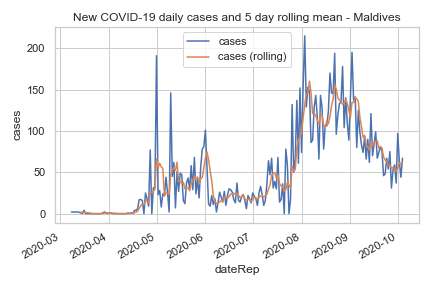 New COVID-19 daily cases and 5 day rolling mean - Maldives
cases
cases (rolling)
200
150
100
50
0
cases
2020-03
2020-04
2020-05
2020-06
2020-07
2020-08
2020-09
2020-10
dateRep